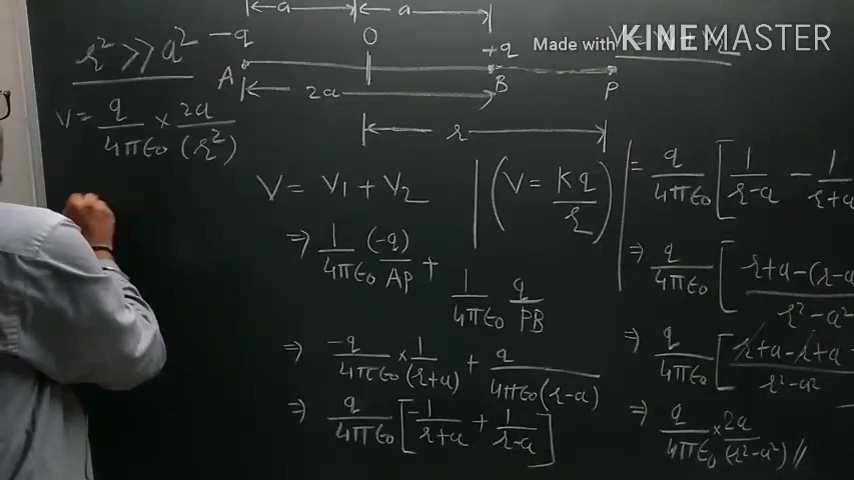 a a
r² >> a² -q O +q
A B P
2a
r
V = q/4πε₀ × 2a/(r²)
V = V₁ + V₂ | (V = Kq/r)
⇒ 1/4πε₀ (-q)/AP + 1/4πε₀ q/PB
⇒ -q/4πε₀ × 1/(r+a) + q/4πε₀(r-a)
⇒ q/4πε₀ [-1/r+a + 1/r-a]
= q/4πε₀ [1/r-a - 1/r+a
⇒ q/4πε₀ [r+a-(r-a/r²-a²
⇒ q/4πε₀ [r+a-r+a/r²-a²
⇒ q/4πε₀ × 2a/(r²-a²) //
Made with KINEMASTER